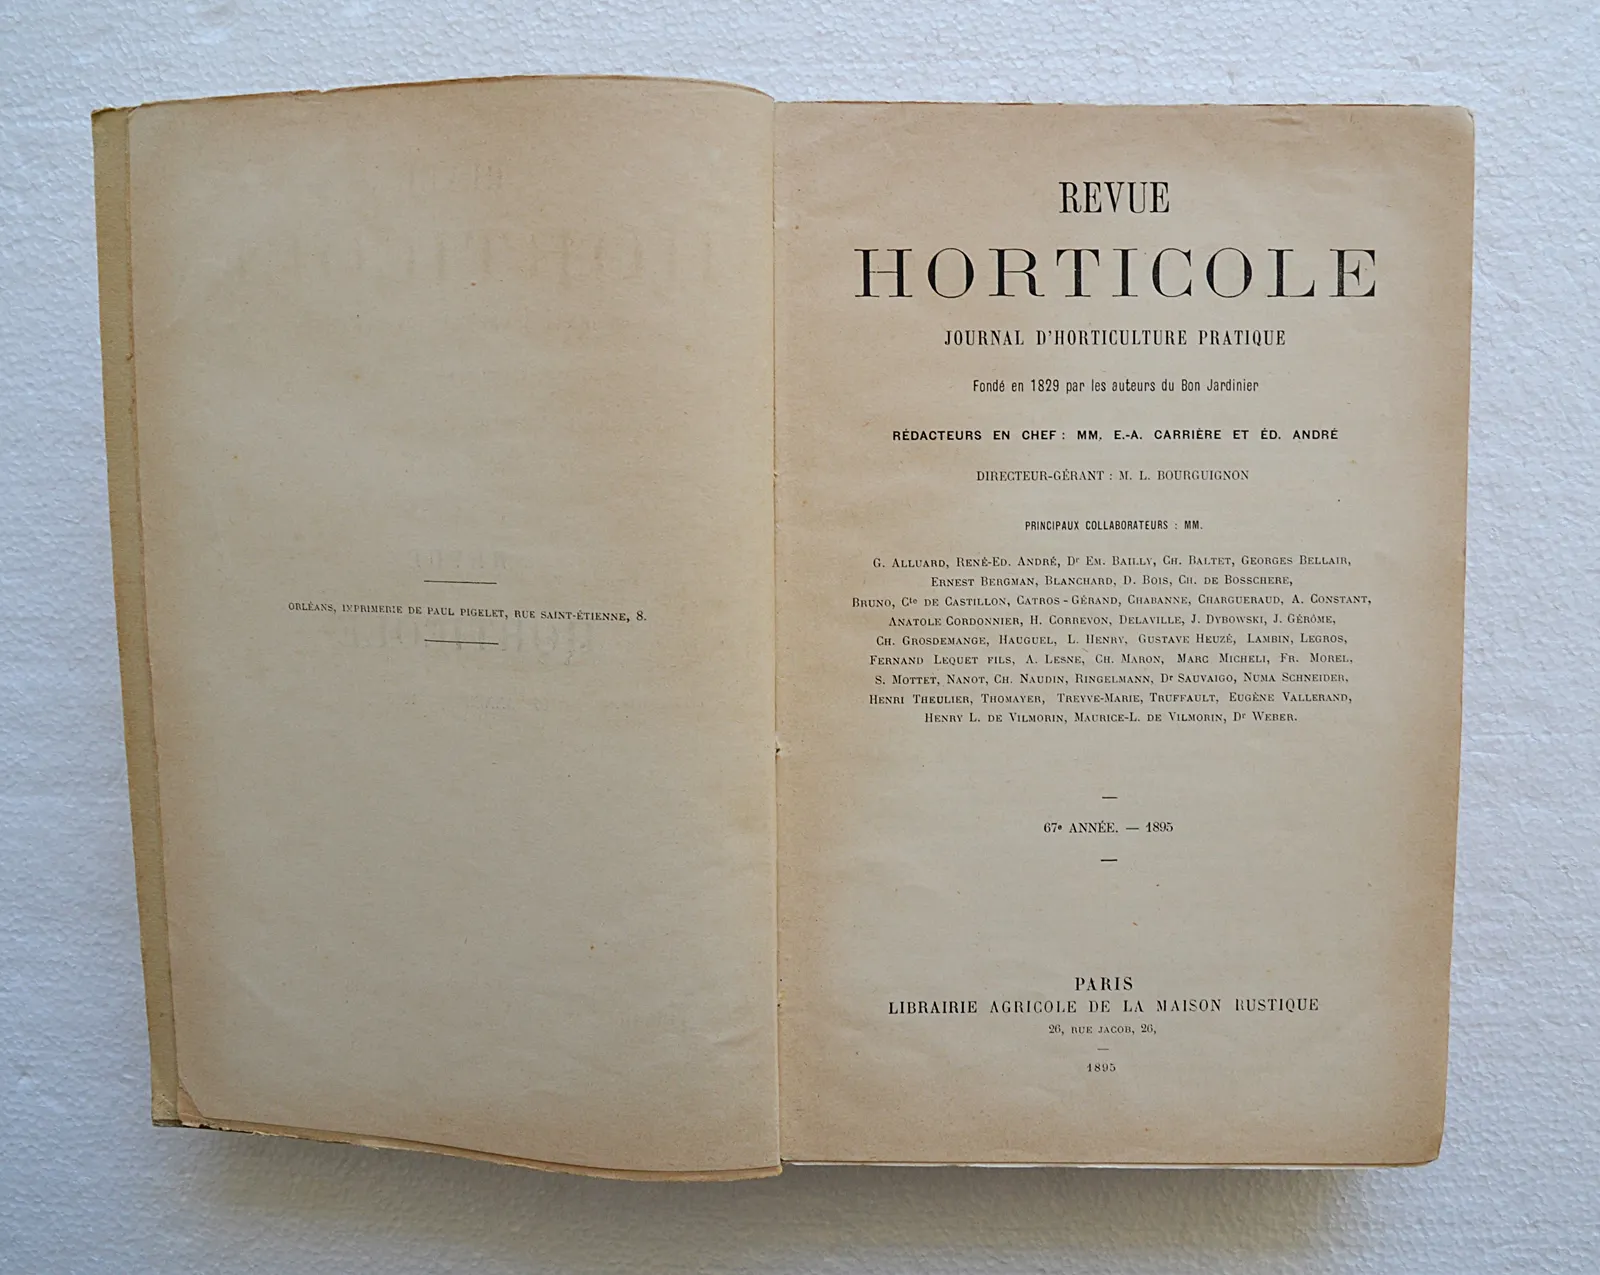 ORLÉANS, IMPRIMERIE DE PAUL PIGELET, RUE SAINT-ÉTIENNE, 8.
REVUE
HORTICOLE
JOURNAL D'HORTICULTURE PRATIQUE
Fondé en 1829 par les auteurs du Bon Jardinier
RÉDACTEURS EN CHEF : MM. E.-A. CARRIÈRE ET ÉD. ANDRÉ
DIRECTEUR-GÉRANT : M. L. BOURGUIGNON
PRINCIPAUX COLLABORATEURS : MM.
G. ALLUARD, RENÉ-ED. ANDRÉ, Dr EM. BAILLY, CH. BALTET, GEORGES BELLAIR,
ERNEST BERGMAN, BLANCHARD, D. BOIS, CH. DE BOSSCHERE,
BRUNO, Cte DE CASTILLON, CATROS-GÉRAND, CHABANNE, CHARGUERAUD, A. CONSTANT,
ANATOLE CORDONNIER, H. CORREVON, DELAVILLE, J. DYBOWSKI, J. GÉRÔME,
CH. GROSDEMANGE, HAUGUEL, L. HENRY, GUSTAVE HEUZÉ, LAMBIN, LEGROS,
FERNAND LEQUET FILS, A. LESNE, CH. MARON, MARC MICHELI, FR. MOREL,
S. MOTTET, NANOT, CH. NAUDIN, RINGELMANN, Dr SAUVAIGO, NUMA SCHNEIDER,
HENRI THEULIER, THOMAYER, TREYVE-MARIE, TRUFFAULT, EUGÈNE VALLERAND,
HENRY L. DE VILMORIN, MAURICE-L. DE VILMORIN, Dr WEBER.
67e ANNÉE. — 1895
PARIS
LIBRAIRIE AGRICOLE DE LA MAISON RUSTIQUE
26, RUE JACOB, 26,
1895